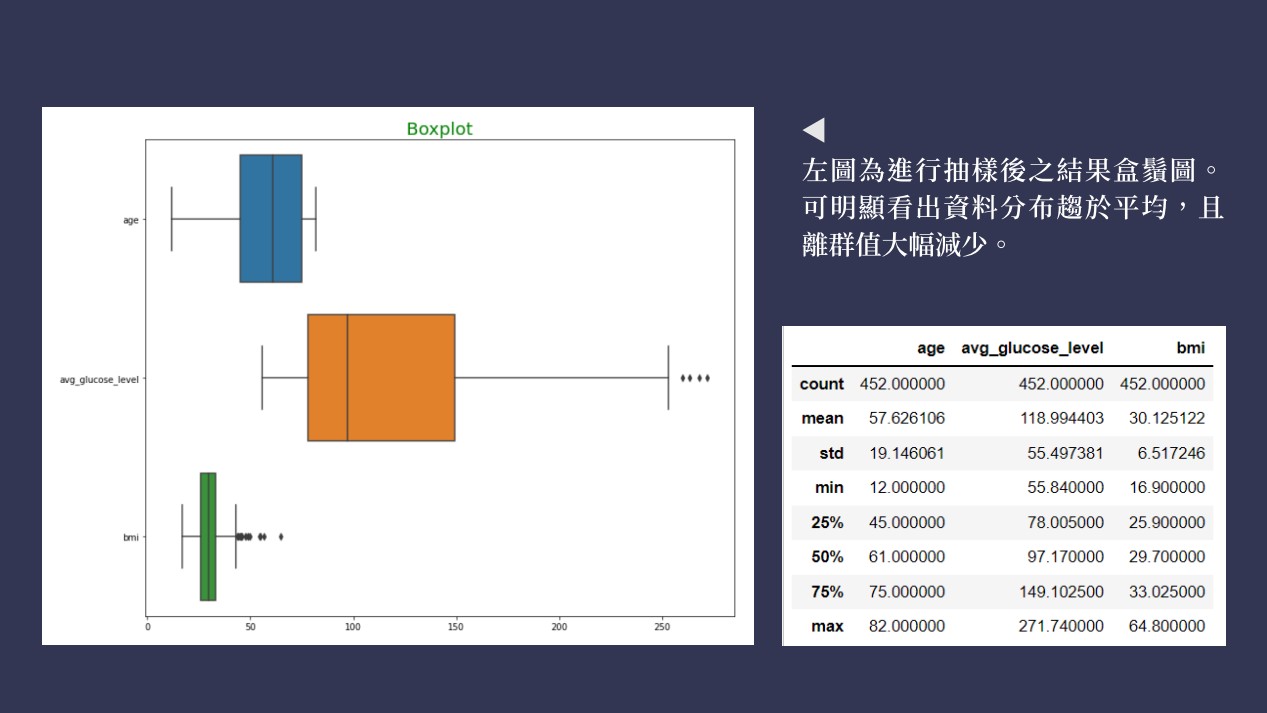 Boxplot
age
avg_glucose_level
bmi
0 50 100 150 200 250
左圖為進行抽樣後之結果盒鬚圖。
可明顯看出資料分布趨於平均，且
離群值大幅減少。
age avg_glucose_level bmi
count 452.000000 452.000000 452.000000
mean 57.626106 118.994403 30.125122
std 19.146061 55.497381 6.517246
min 12.000000 55.840000 16.900000
25% 45.000000 78.005000 25.900000
50% 61.000000 97.170000 29.700000
75% 75.000000 149.102500 33.025000
max 82.000000 271.740000 64.800000